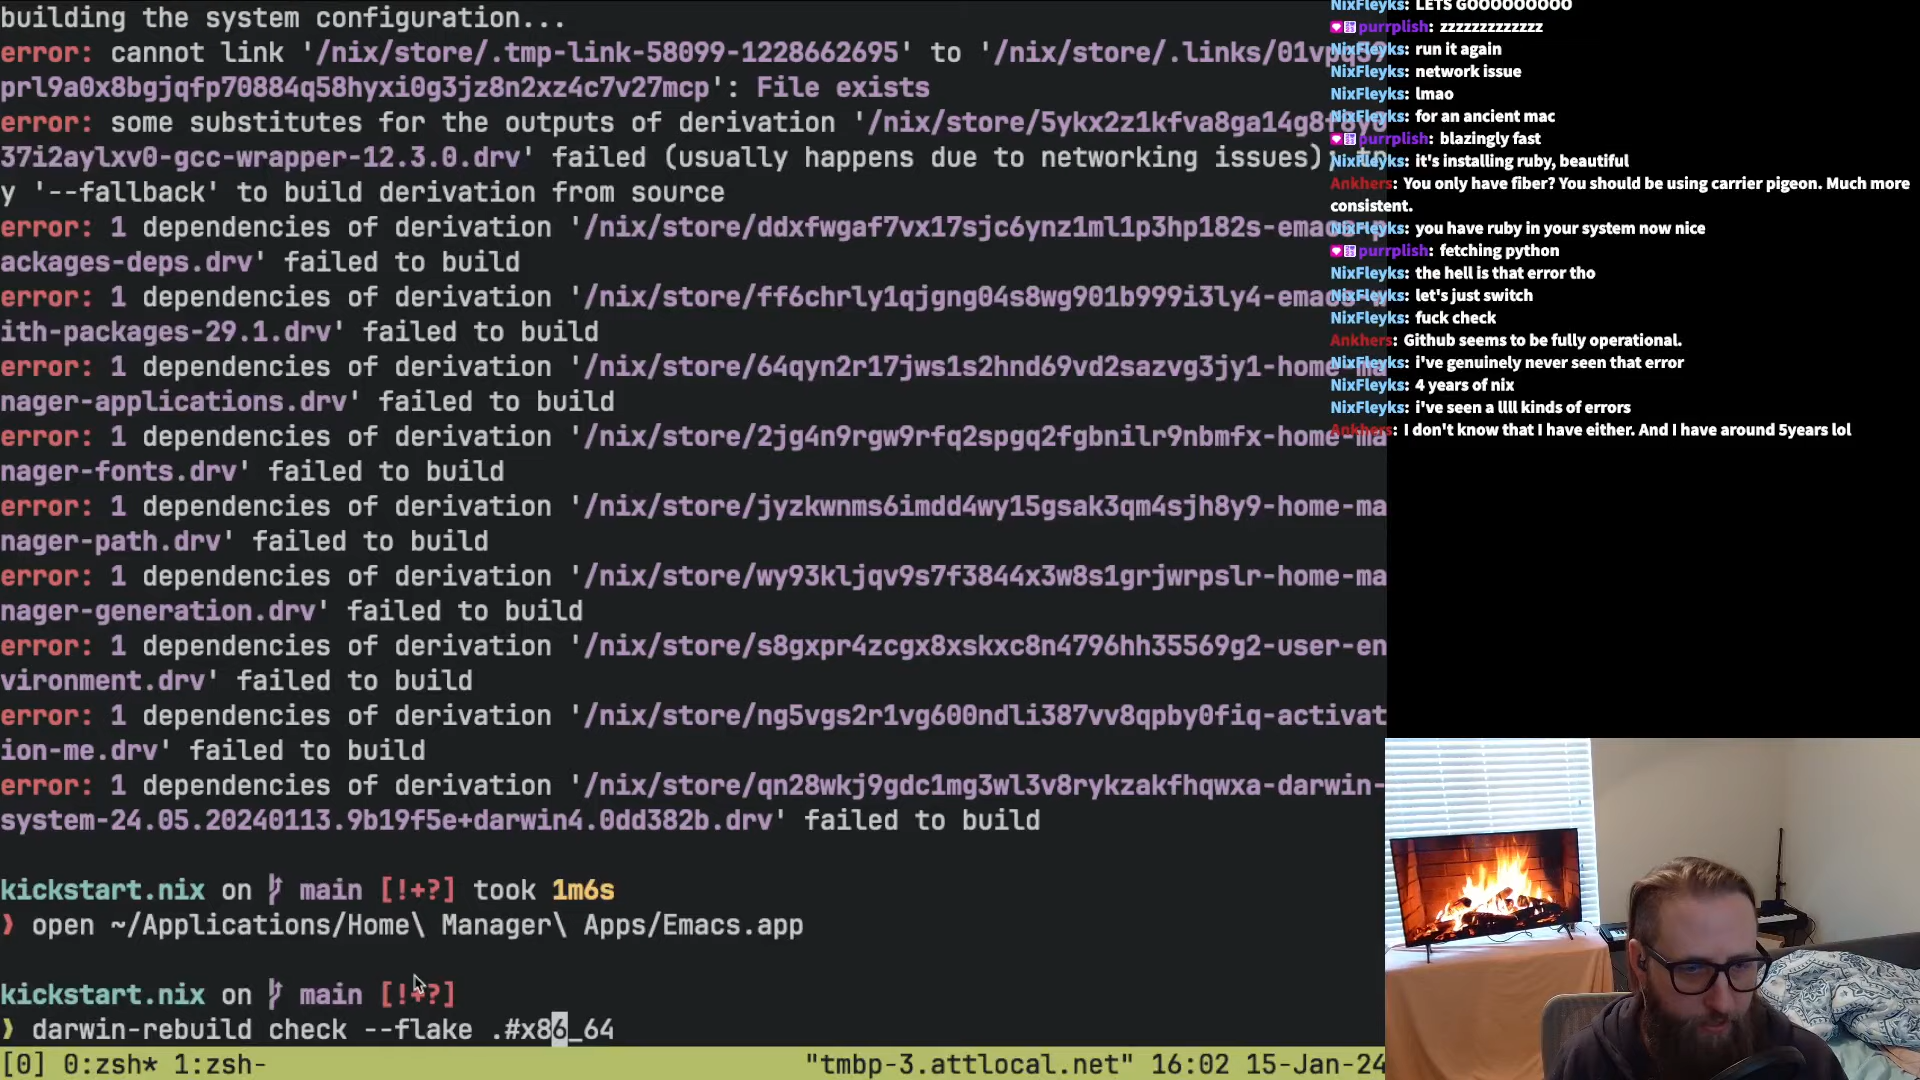 building the system configuration...
error: cannot link '/nix/store/.tmp-link-58099-1228662695' to '/nix/store/.links/01vpq59
prl9a0x8bgjqfp70884q58hyxi0g3jz8n2xz4c7v27mcp': File exists
error: some substitutes for the outputs of derivation '/nix/store/5ykx2z1kfva8ga14g8f8y0
37i2aylxv0-gcc-wrapper-12.3.0.drv' failed (usually happens due to networking issues); tr
y '--fallback' to build derivation from source
error: 1 dependencies of derivation '/nix/store/ddxfwgaf7vx17sjc6ynz1ml1p3hp182s-emacs-p
ackages-deps.drv' failed to build
error: 1 dependencies of derivation '/nix/store/ff6chrly1qjgng04s8wg901b999i3ly4-emacs-w
ith-packages-29.1.drv' failed to build
error: 1 dependencies of derivation '/nix/store/64qyn2r17jws1s2hnd69vd2sazvg3jy1-home-ma
nager-applications.drv' failed to build
error: 1 dependencies of derivation '/nix/store/2jg4n9rgw9rfq2spgq2fgbnilr9nbmfx-home-ma
nager-fonts.drv' failed to build
error: 1 dependencies of derivation '/nix/store/jyzkwnms6imdd4wy15gsak3qm4sjh8y9-home-ma
nager-path.drv' failed to build
error: 1 dependencies of derivation '/nix/store/wy93kljqv9s7f3844x3w8s1grjwrpslr-home-ma
nager-generation.drv' failed to build
error: 1 dependencies of derivation '/nix/store/s8gxpr4zcgx8xskxc8n4796hh35569g2-user-en
vironment.drv' failed to build
error: 1 dependencies of derivation '/nix/store/ng5vgs2r1vg600ndli387vv8qpby0fiq-activat
ion-me.drv' failed to build
error: 1 dependencies of derivation '/nix/store/qn28wkj9gdc1mg3wl3v8rykzakfhqwxa-darwin-
system-24.05.20240113.9b19f5e+darwin4.0dd382b.drv' failed to build
kickstart.nix on main [!+?] took 1m6s
❯ open ~/Applications/Home\ Manager\ Apps/Emacs.app
kickstart.nix on main [!+?]
❯ darwin-rebuild check --flake .#x86_64
[0] 0:zsh* 1:zsh- "tmbp-3.attlocal.net" 16:02 15-Jan-24
NixFleyks: LETS GOOOOOOOOO
purrplish: zzzzzzzzzzzzz
NixFleyks: run it again
NixFleyks: network issue
NixFleyks: lmao
NixFleyks: for an ancient mac
purrplish: blazingly fast
NixFleyks: it's installing ruby, beautiful
Ankhers: You only have fiber? You should be using carrier pigeon. Much more
consistent.
NixFleyks: you have ruby in your system now nice
purrplish: fetching python
NixFleyks: the hell is that error tho
NixFleyks: let's just switch
NixFleyks: fuck check
Ankhers: Github seems to be fully operational.
NixFleyks: i've genuinely never seen that error
NixFleyks: 4 years of nix
NixFleyks: i've seen a llll kinds of errors
Ankhers: I don't know that I have either. And I have around 5years lol